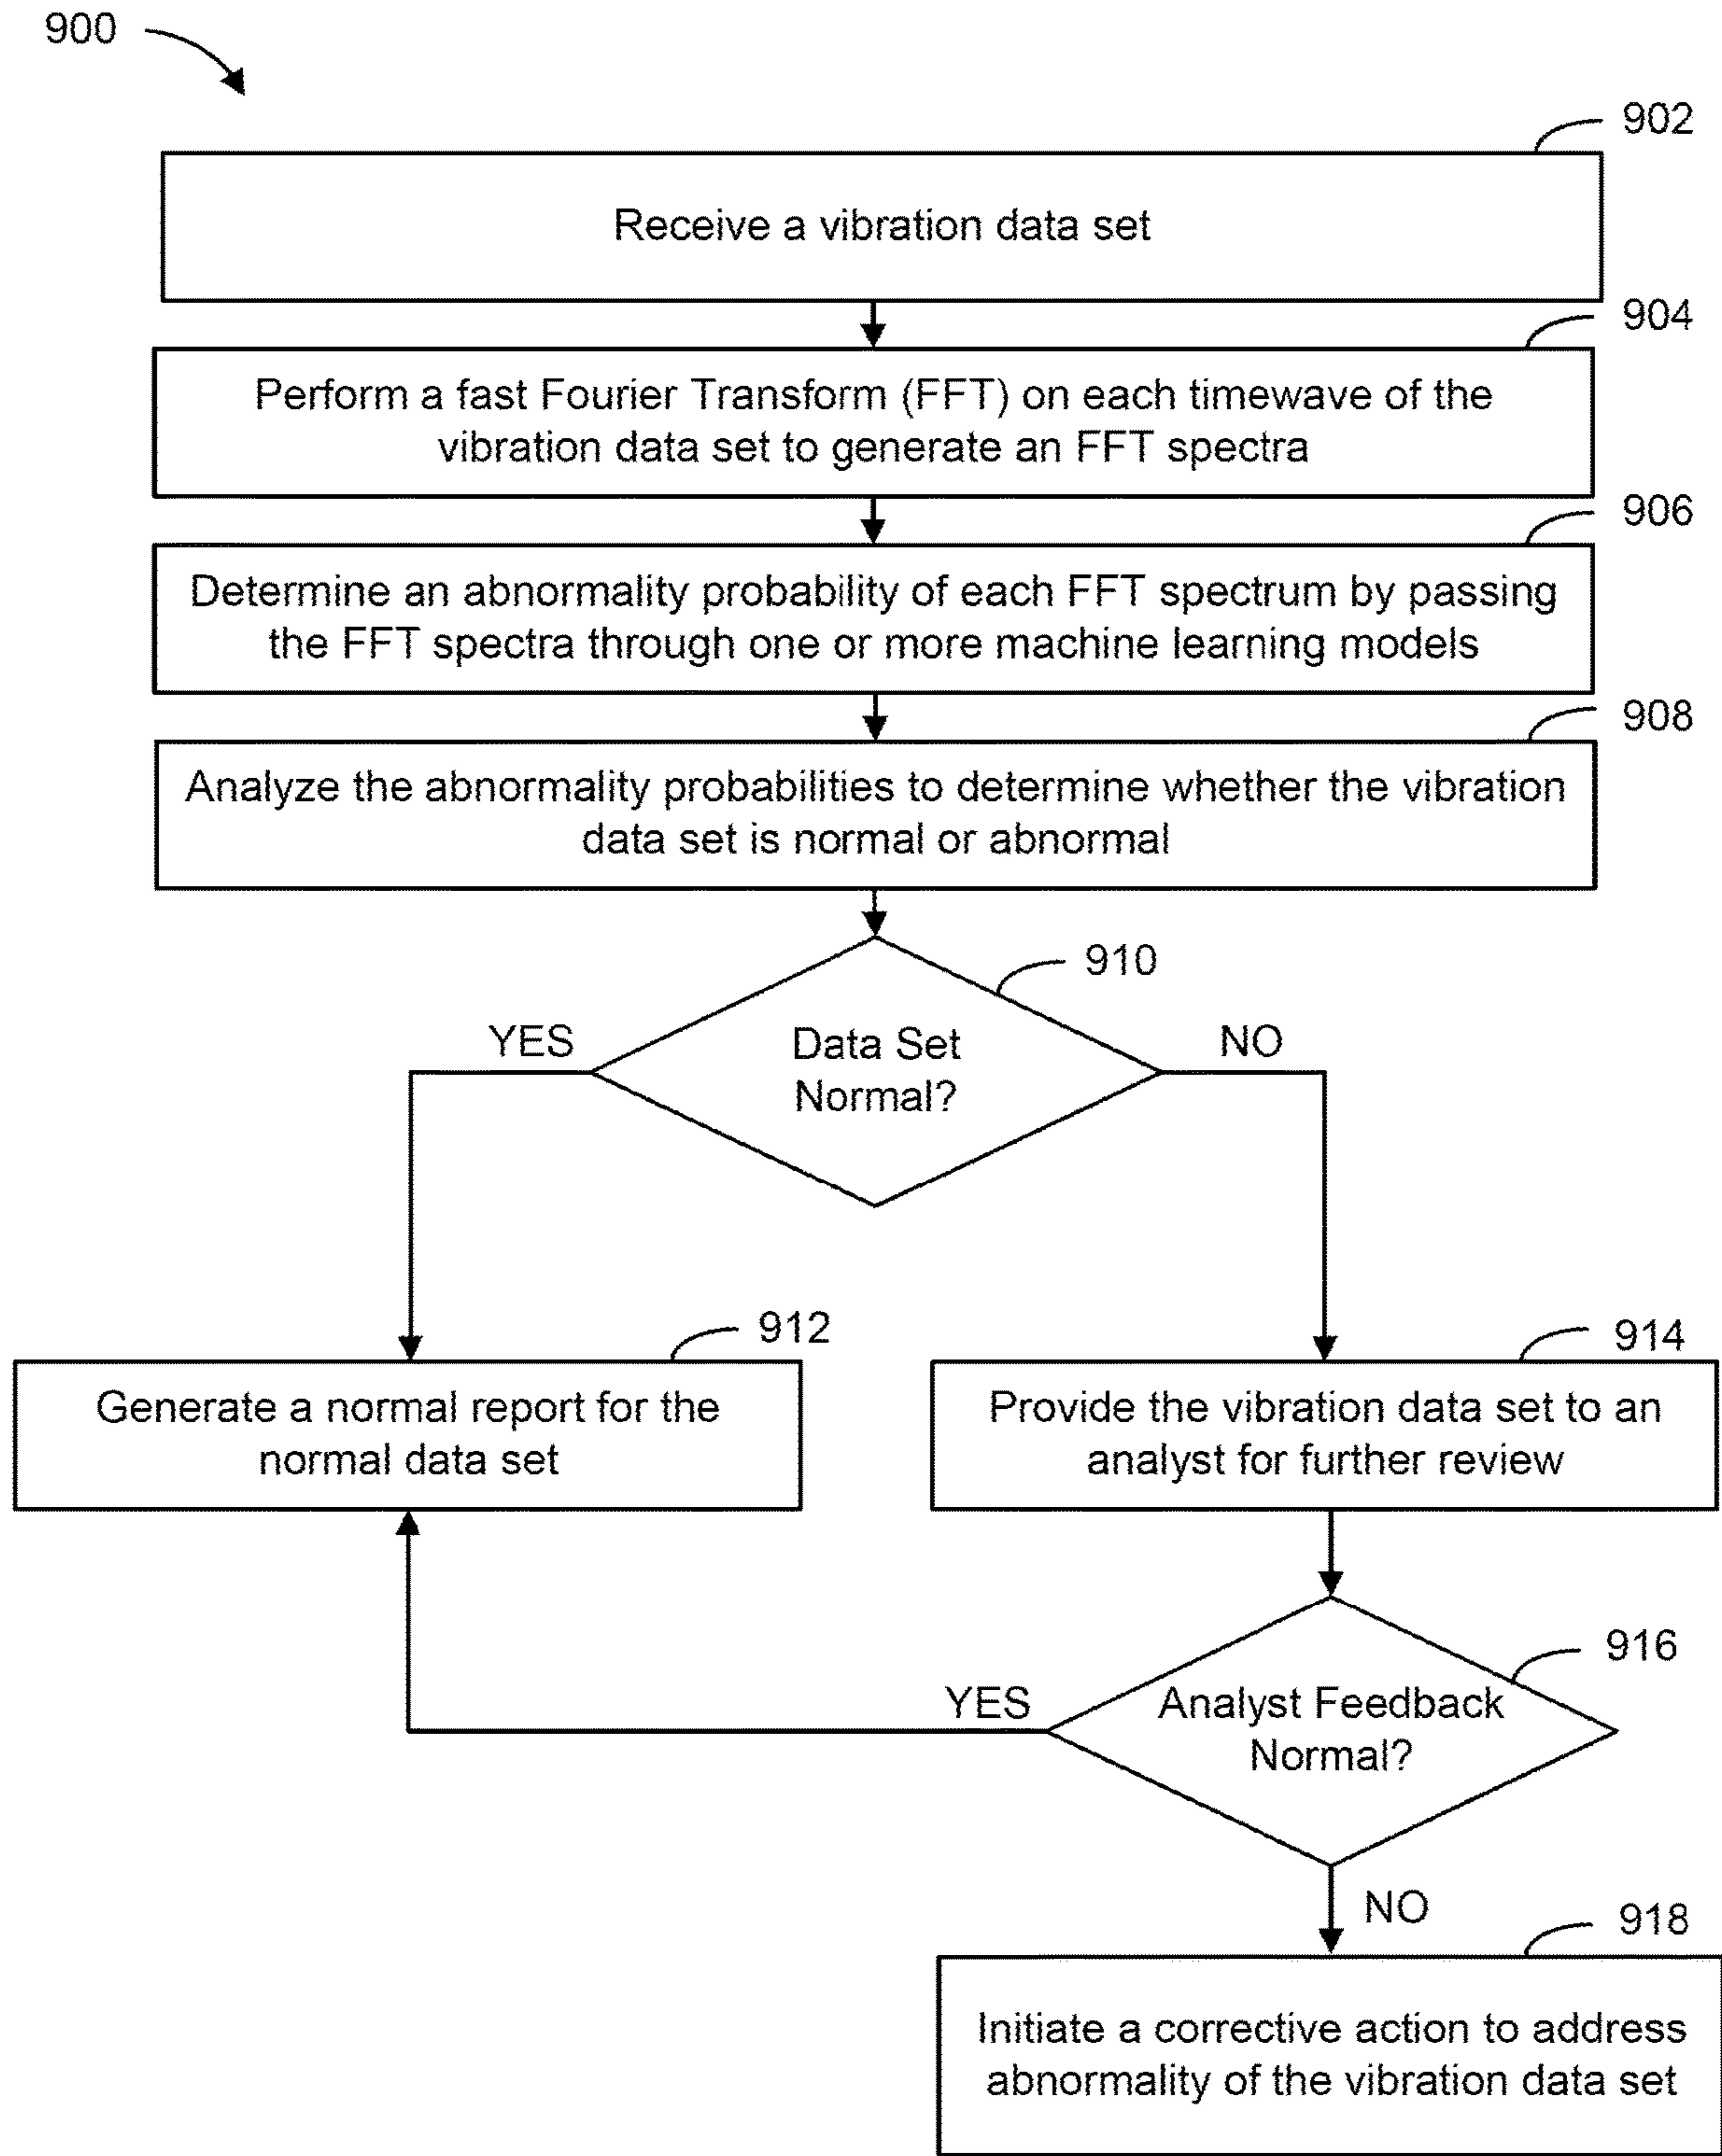 900
902
Receive a vibration data set
904
Perform a fast Fourier Transform (FFT) on each timewave of the
vibration data set to generate an FFT spectra
906
Determine an abnormality probability of each FFT spectrum by passing
the FFT spectra through one or more machine learning models
908
Analyze the abnormality probabilities to determine whether the vibration
data set is normal or abnormal
910
YES
Data Set
Normal?
NO
912
Generate a normal report for the
normal data set
914
Provide the vibration data set to an
analyst for further review
916
YES
Analyst Feedback
Normal?
NO
918
Initiate a corrective action to address
abnormality of the vibration data set